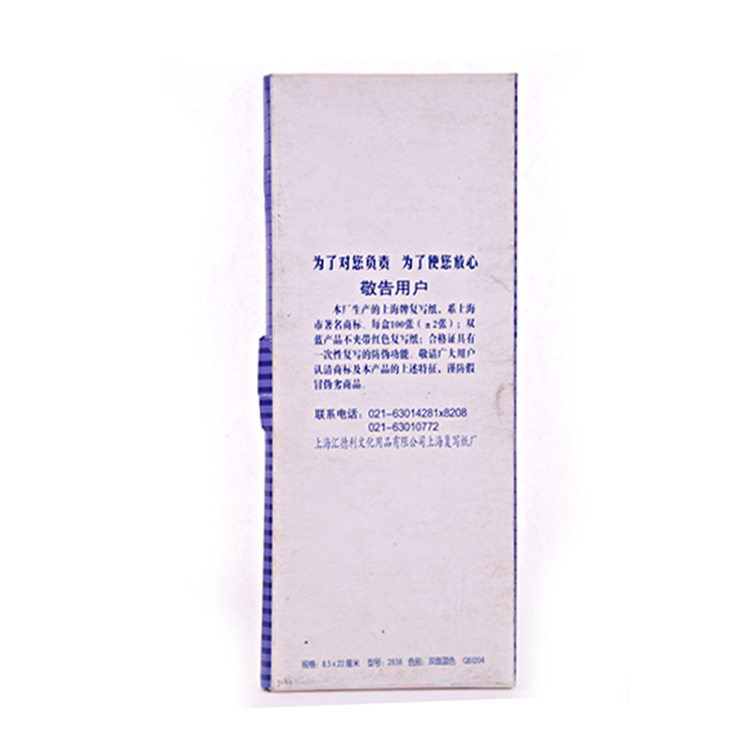 为了对您负责 为了使您放心
敬告用户
本厂生产的上海牌复写纸，系上海
市著名商标。每盒100张（±2张）；双
蓝产品不夹带红色复写纸；合格证具有
一次性复写的防伪功能。敬请广大用户
认清商标及本产品的上述特征，谨防假
冒伪劣商品。
联系电话：021-63014281x8208
021-63010772
上海汇德利文化用品有限公司上海复写纸厂
规格：8.5×22厘米 型号：2838 色别：双面蓝色